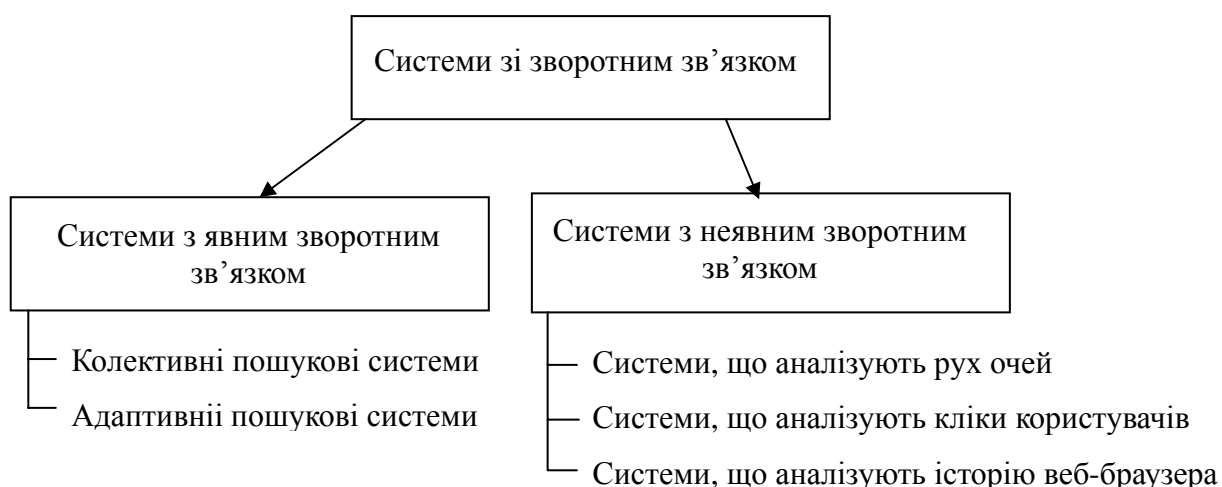 Системи зі зворотним зв’язком
Системи з явним зворотним
зв’язком
Колективні пошукові системи
Адаптивніі пошукові системи
Системи з неявним зворотним
зв’язком
Системи, що аналізують рух очей
Системи, що аналізують кліки користувачів
Системи, що аналізують історію веб-браузера